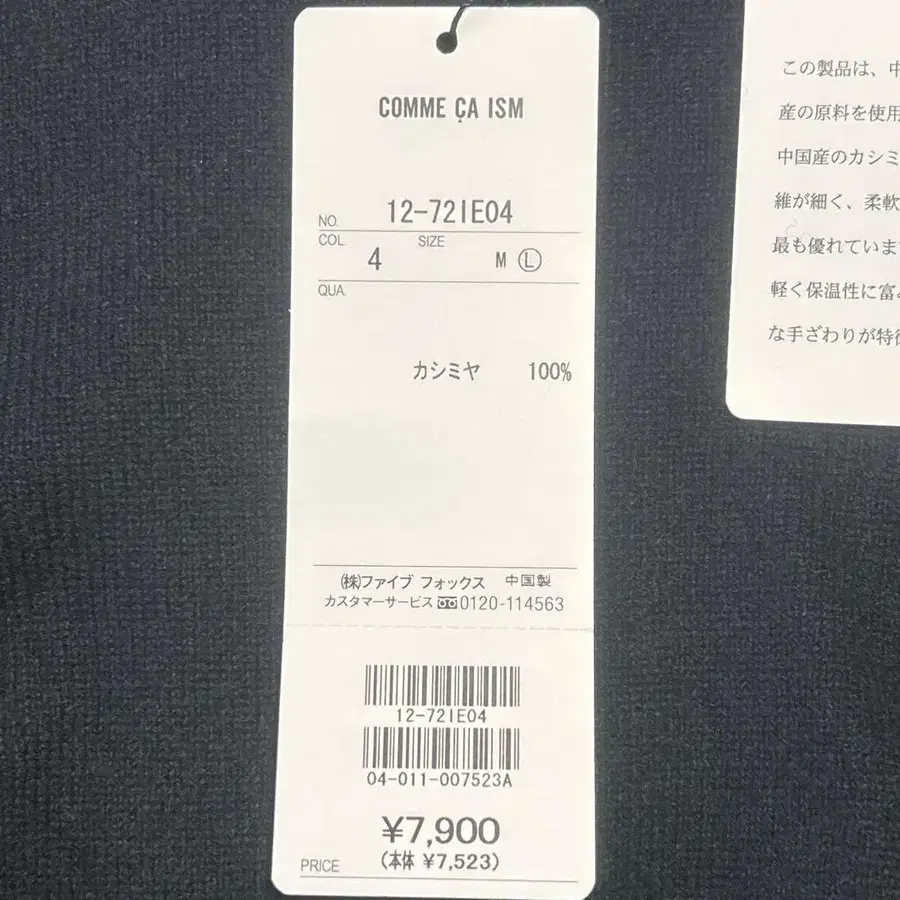 COMME ÇA ISM
NO. 12-72IE04
COL. SIZE
4 M Ⓛ
QUA.
カシミヤ 100%
㈱ファイブ フォックス 中国製
カスタマーサービス 0120-114563
12-72IE04
04-011-007523A
¥7,900
PRICE (本体 ¥7,523)
この製品は、中
産の原料を使用
中国産のカシミ
維が細く、柔軟
最も優れていま
軽く保温性に富
な手ざわりが特